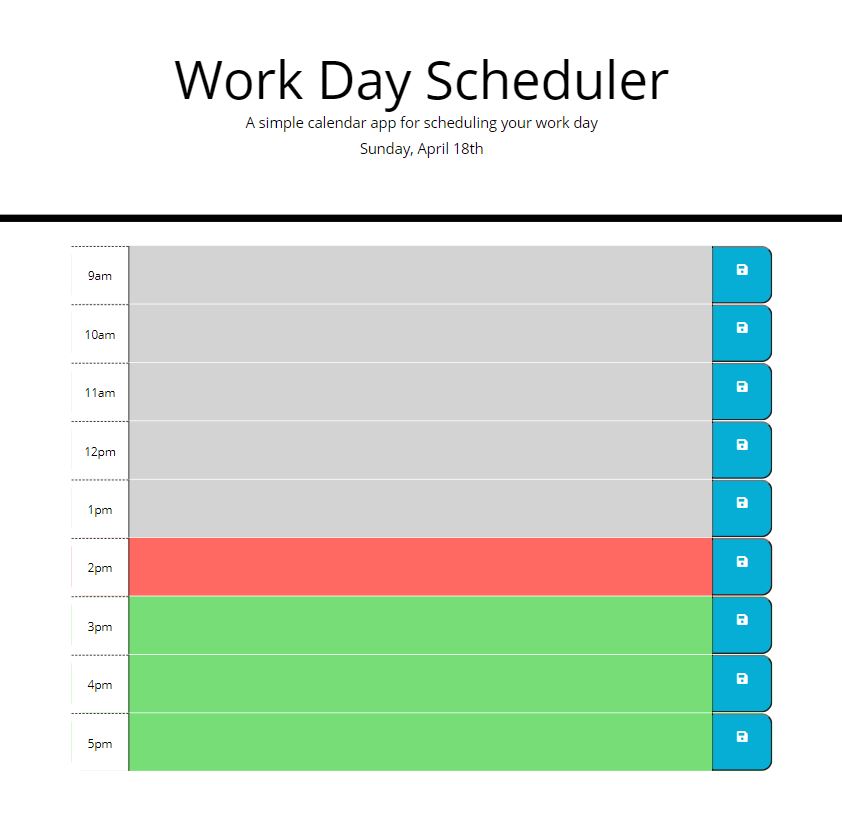 Work Day Scheduler
A simple calendar app for scheduling your work day
Sunday, April 18th
9am
10am
11am
12pm
1pm
2pm
3pm
4pm
5pm